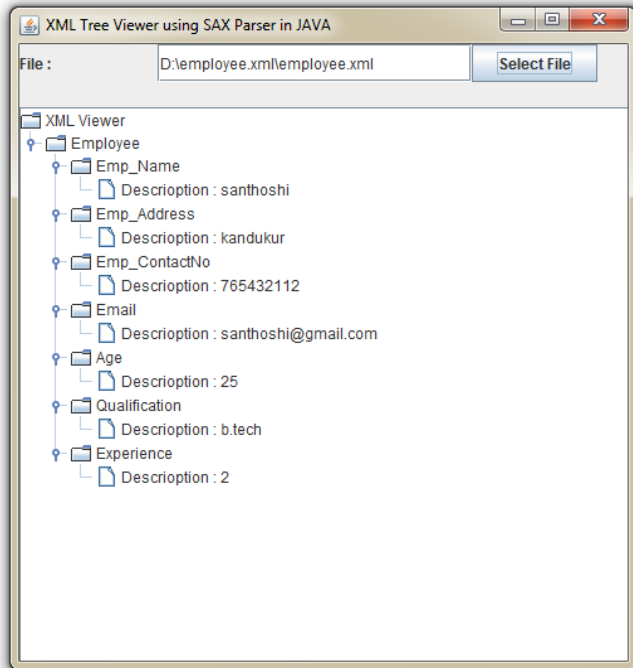 XML Tree Viewer using SAX Parser in JAVA
File : D:\employee.xml\employee.xml Select File
XML Viewer
Employee
Emp_Name
Descrioption : santhoshi
Emp_Address
Descrioption : kandukur
Emp_ContactNo
Descrioption : 765432112
Email
Descrioption : santhoshi@gmail.com
Age
Descrioption : 25
Qualification
Descrioption : b.tech
Experience
Descrioption : 2